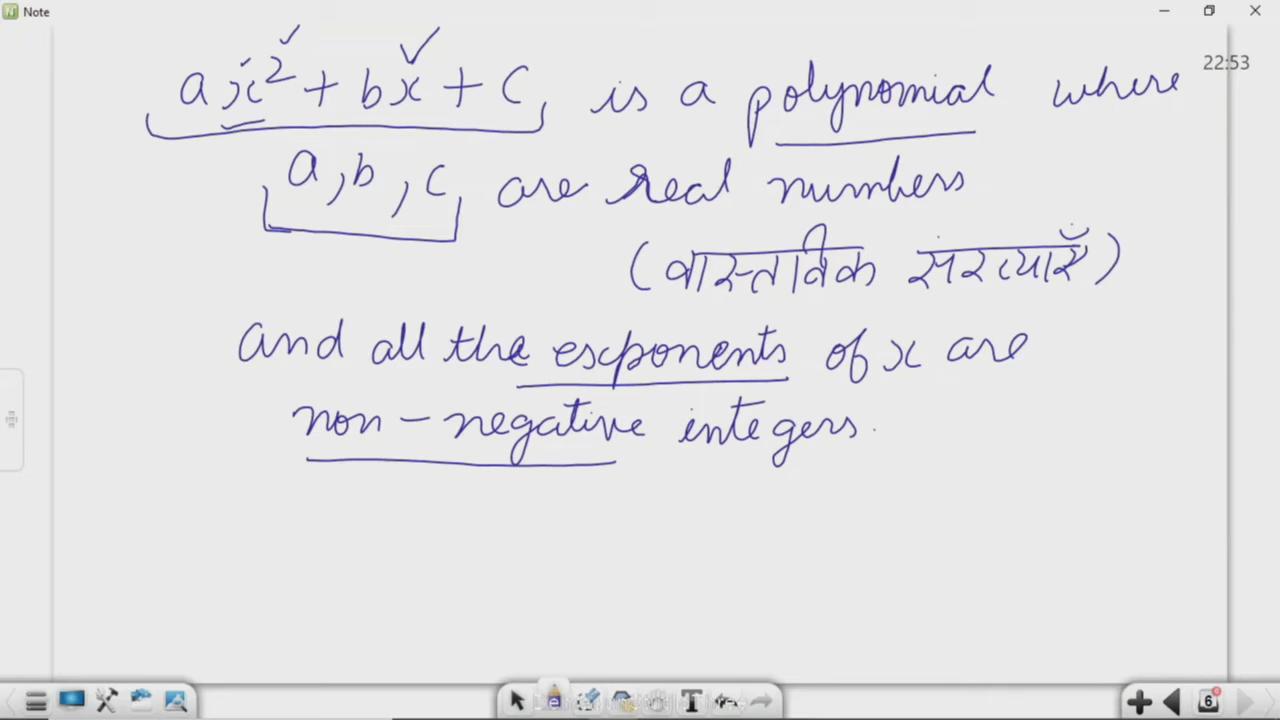 Note
22:53
ax² + bx + c is a polynomial where
a, b, c are real numbers
(वास्तविक संख्याएँ)
and all the exponents of x are
non-negative integers.
T
6